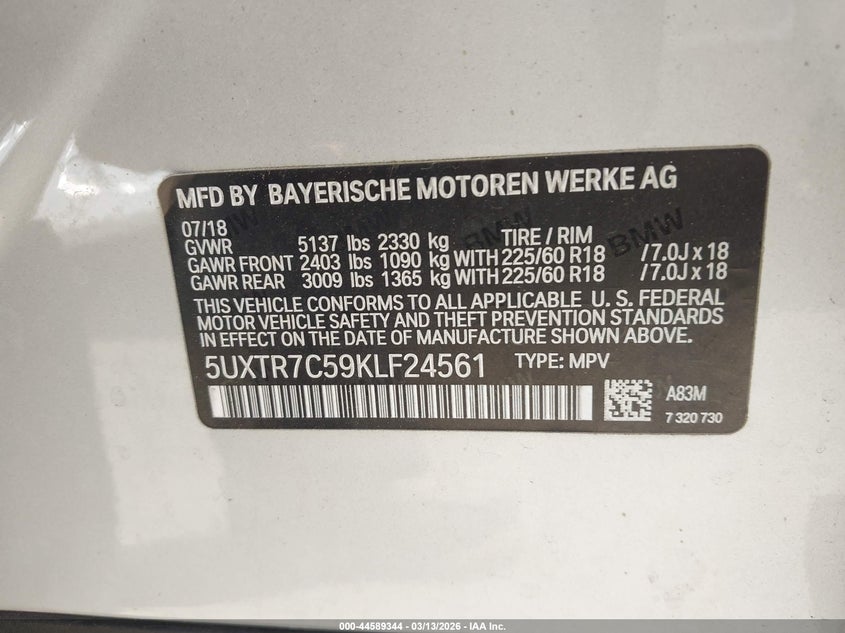 MFD BY BAYERISCHE MOTOREN WERKE AG
07/18
GVWR 5137 lbs 2330 kg TIRE / RIM
GAWR FRONT 2403 lbs 1090 kg WITH 225/60 R18 /7.0J x 18
GAWR REAR 3009 lbs 1365 kg WITH 225/60 R18 /7.0J x 18
THIS VEHICLE CONFORMS TO ALL APPLICABLE U. S. FEDERAL
MOTOR VEHICLE SAFETY AND THEFT PREVENTION STANDARDS
IN EFFECT ON THE DATE OF MANUFACTURE SHOWN ABOVE.
5UXTR7C59KLF24561 TYPE: MPV
A83M
7 320 730
BMW
BMW
000-44589344 | 03/13/2026 - IAA Inc.